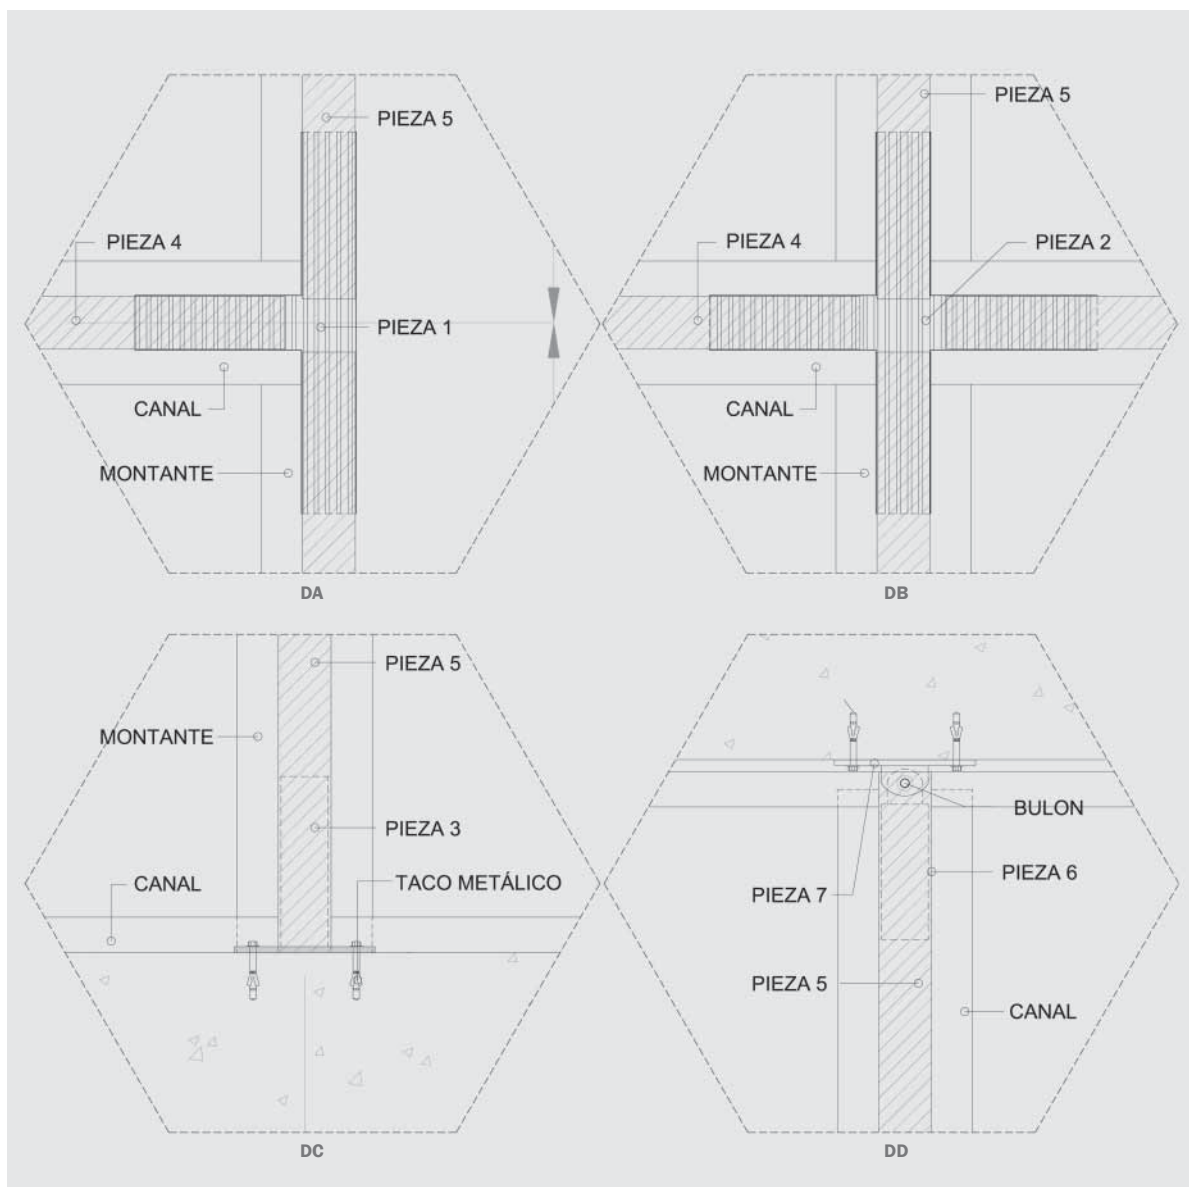 PIEZA 5
PIEZA 4
PIEZA 1
CANAL
MONTANTE
DA
PIEZA 5
PIEZA 4
PIEZA 2
CANAL
MONTANTE
DB
PIEZA 5
MONTANTE
PIEZA 3
CANAL
TACO METÁLICO
DC
BULON
PIEZA 6
PIEZA 7
PIEZA 5
CANAL
DD